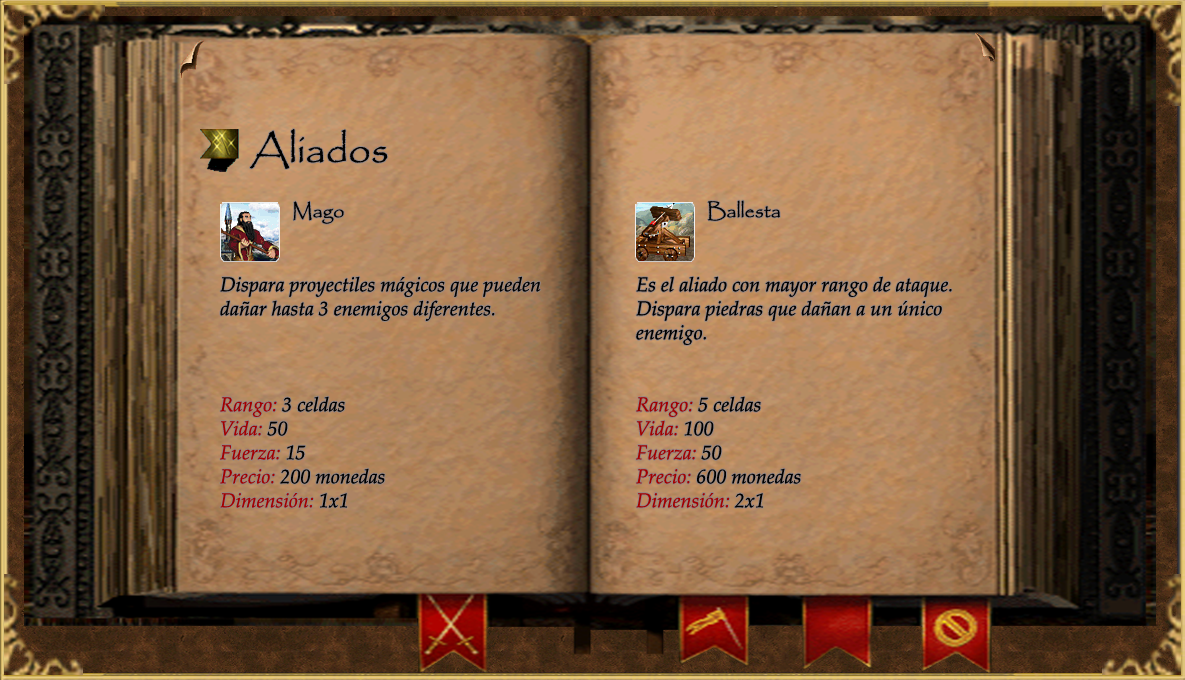 Aliados
Mago
Dispara proyectiles mágicos que pueden
dañar hasta 3 enemigos diferentes.
Rango: 3 celdas
Vida: 50
Fuerza: 15
Precio: 200 monedas
Dimensión: 1x1
Ballesta
Es el aliado con mayor rango de ataque.
Dispara piedras que dañan a un único
enemigo.
Rango: 5 celdas
Vida: 100
Fuerza: 50
Precio: 600 monedas
Dimensión: 2x1